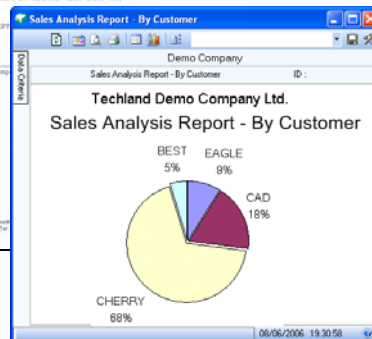 Sales Analysis Report - By Customer
Demo Company
Sales Analysis Report - By Customer ID :
Data Criteria
Techland Demo Company Ltd.
Sales Analysis Report - By Customer
BEST
5%
EAGLE
9%
CAD
18%
CHERRY
68%
08/06/2006 19:30:58